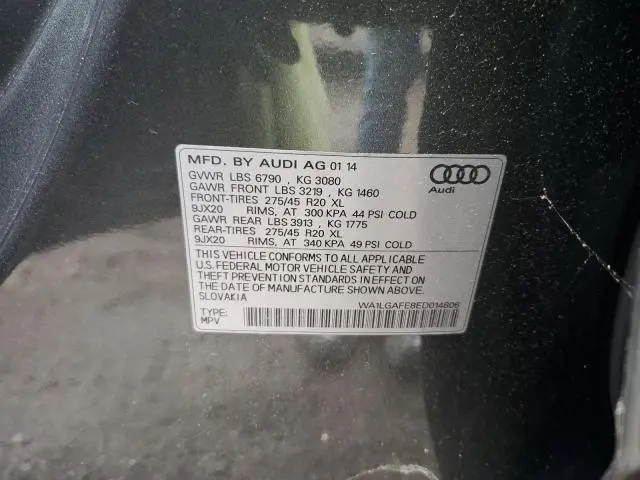 MFD. BY AUDI AG 01 14
GVWR LBS 6790 , KG 3080
GAWR FRONT LBS 3219 , KG 1460
FRONT-TIRES 275/45 R20 XL
9JX20 RIMS, AT 300 KPA 44 PSI COLD
GAWR REAR LBS 3913 , KG 1775
REAR-TIRES 275/45 R20 XL
9JX20 RIMS, AT 340 KPA 49 PSI COLD
Audi
THIS VEHICLE CONFORMS TO ALL APPLICABLE
U.S. FEDERAL MOTOR VEHICLE SAFETY AND
THEFT PREVENTION STANDARDS IN EFFECT ON
THE DATE OF MANUFACTURE SHOWN ABOVE.
SLOVAKIA
WA1LGAFE8ED014606
TYPE:
MPV